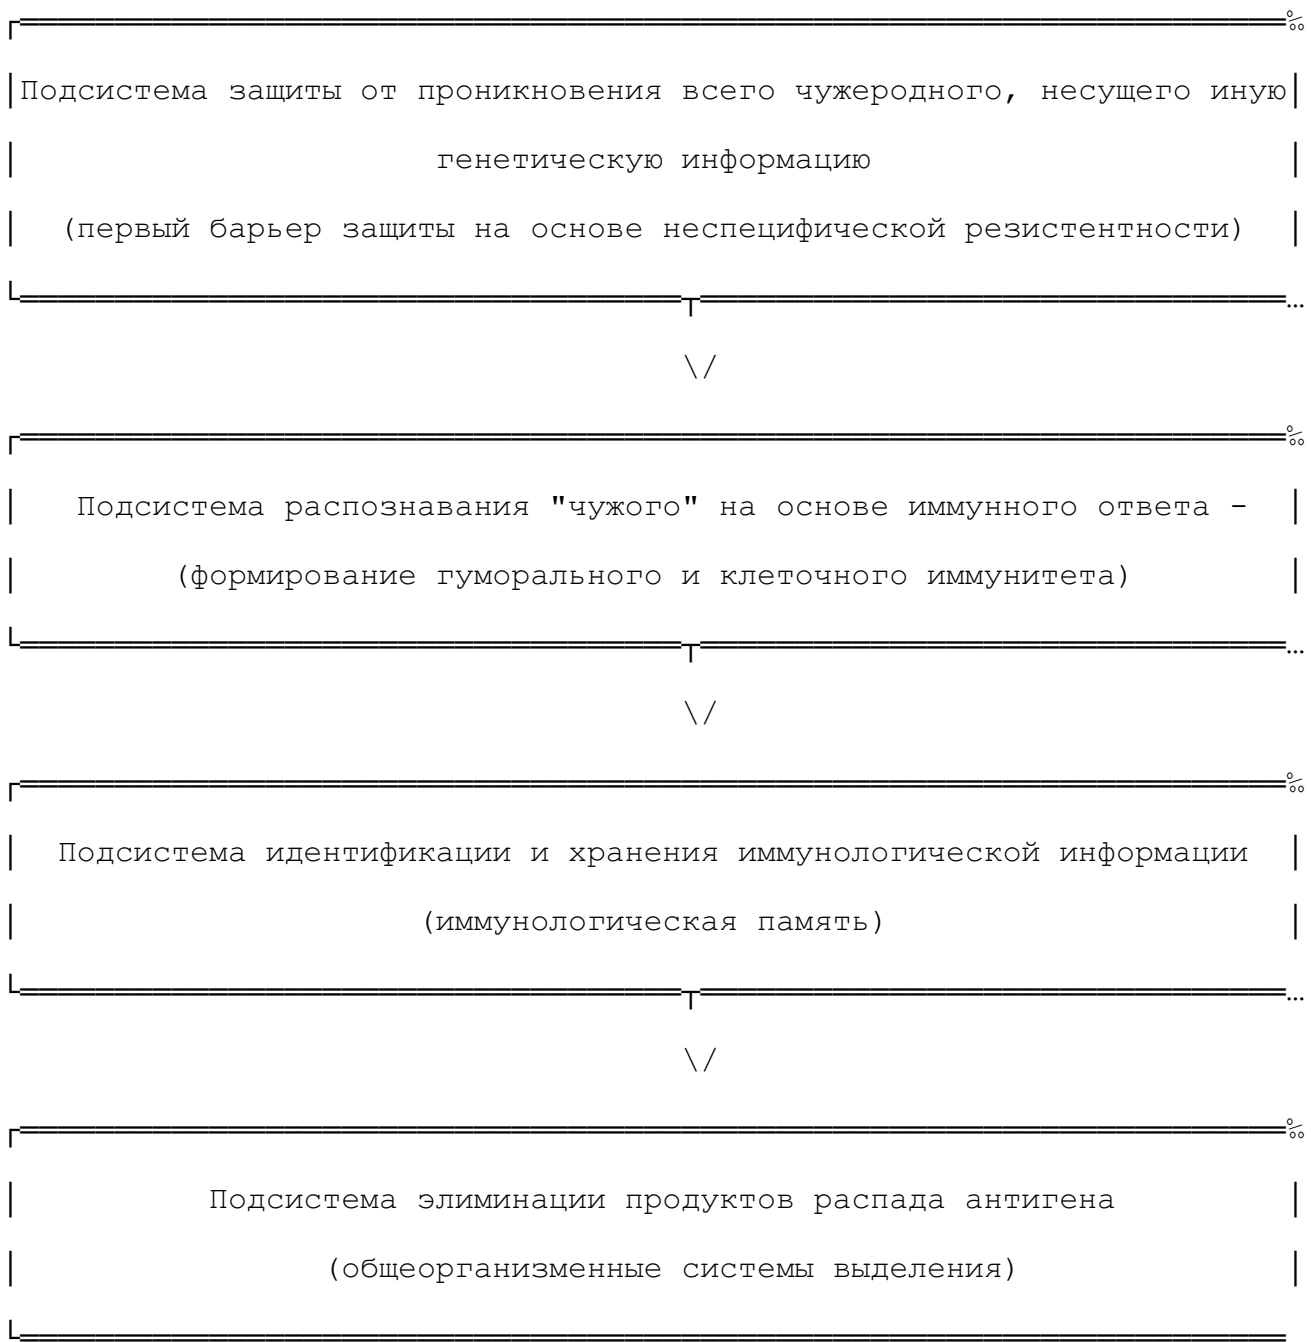 Подсистема защиты от проникновения всего чужеродного, несущего иную
генетическую информацию
(первый барьер защиты на основе неспецифической резистентности)
\/
Подсистема распознавания "чужого" на основе иммунного ответа -
(формирование гуморального и клеточного иммунитета)
\/
Подсистема идентификации и хранения иммунологической информации
(иммунологическая память)
\/
Подсистема элиминации продуктов распада антигена
(общеорганизменные системы выделения)